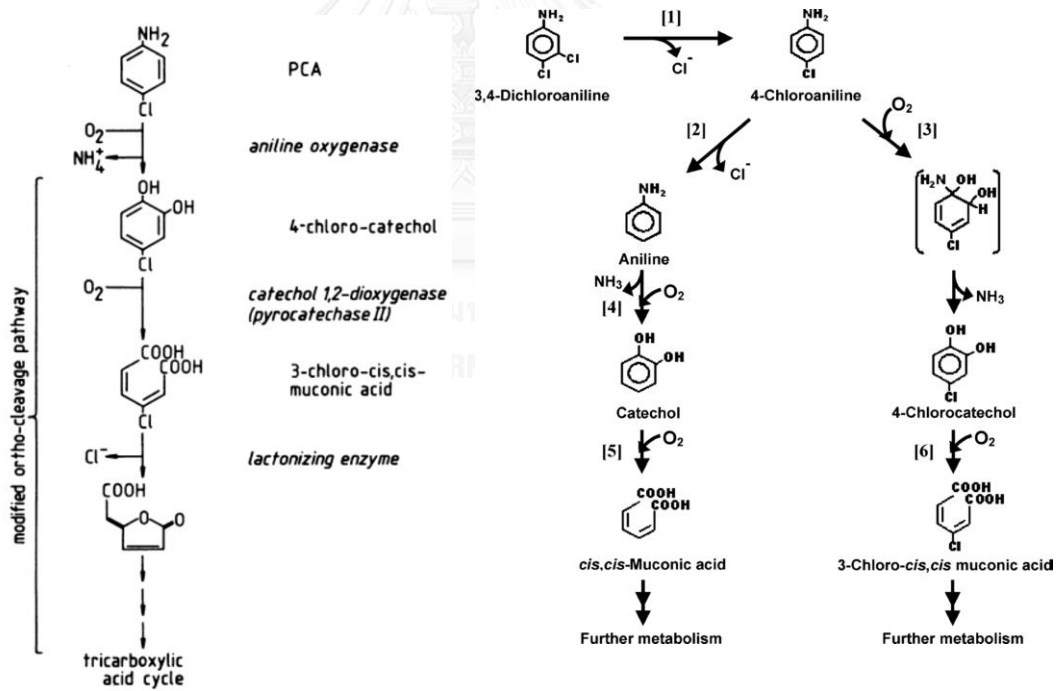 NH2
Cl
PCA
O2
NH4+
aniline oxygenase
OH
OH
Cl
4-chloro-catechol
O2
catechol 1,2-dioxygenase
(pyrocatechase II)
COOH
COOH
Cl
3-chloro-cis,cis-
muconic acid
Cl-
lactonizing enzyme
COOH
O
O
tricarboxylic
acid cycle
modified ortho-cleavage pathway
NH2
Cl
Cl
3,4-Dichloroaniline
[1]
Cl-
NH2
Cl
4-Chloroaniline
[2]
Cl-
O2
[3]
NH2
Aniline
H2N
OH
OH
H
Cl
NH3
O2
[4]
NH3
OH
OH
Catechol
OH
OH
Cl
4-Chlorocatechol
[5]
O2
[6]
O2
COOH
COOH
cis,cis-Muconic acid
COOH
COOH
Cl
3-Chloro-cis,cis muconic acid
Further metabolism
Further metabolism